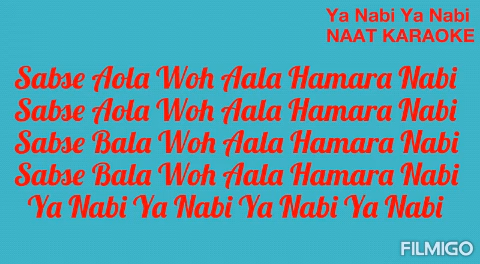 Ya Nabi Ya Nabi
NAAT KARAOKE
Sabse Aola Woh Aala Hamara Nabi
Sabse Aola Woh Aala Hamara Nabi
Sabse Bala Woh Aala Hamara Nabi
Sabse Bala Woh Aala Hamara Nabi
Ya Nabi Ya Nabi Ya Nabi Ya Nabi
FILMIGO